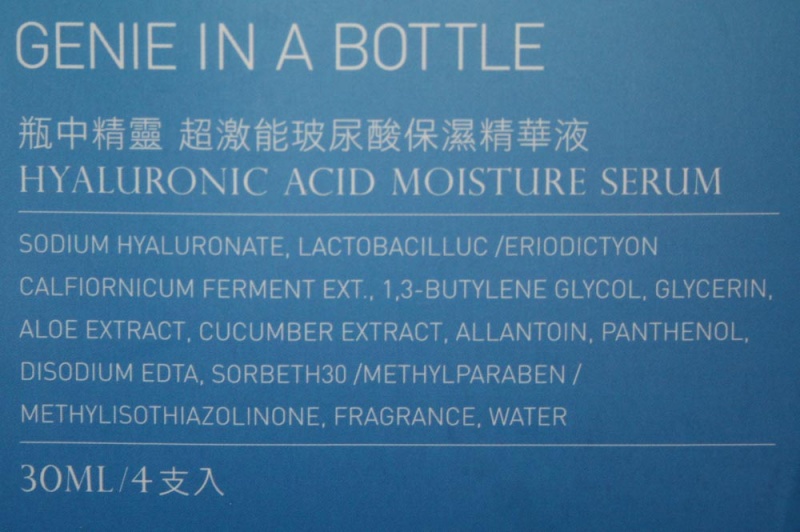 GENIE IN A BOTTLE
瓶中精靈 超激能玻尿酸保濕精華液
HYALURONIC ACID MOISTURE SERUM
SODIUM HYALURONATE, LACTOBACILLUC /ERIODICTYON
CALFIORNICUM FERMENT EXT., 1,3-BUTYLENE GLYCOL, GLYCERIN,
ALOE EXTRACT, CUCUMBER EXTRACT, ALLANTOIN, PANTHENOL,
DISODIUM EDTA, SORBETH30 /METHYLPARABEN /
METHYLISOTHIAZOLINONE, FRAGRANCE, WATER
30ML/4支入